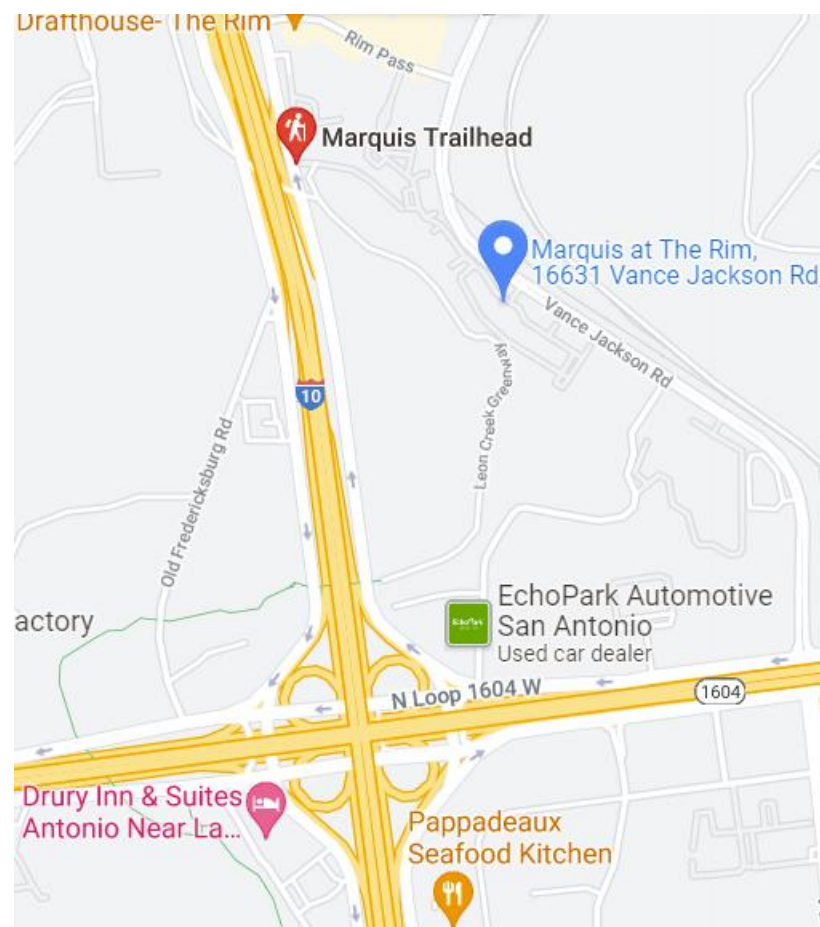 Drafthouse- The Rim
Rim Pass
Marquis Trailhead
Marquis at The Rim,
16631 Vance Jackson Rd,
Vance Jackson Rd
10
Leon Creek Greenway
Old Fredericksburg Rd
EchoPark Automotive
San Antonio
Used car dealer
actory
EchoPark
N Loop 1604 W
1604
Drury Inn & Suites
Antonio Near La...
Pappadeaux
Seafood Kitchen